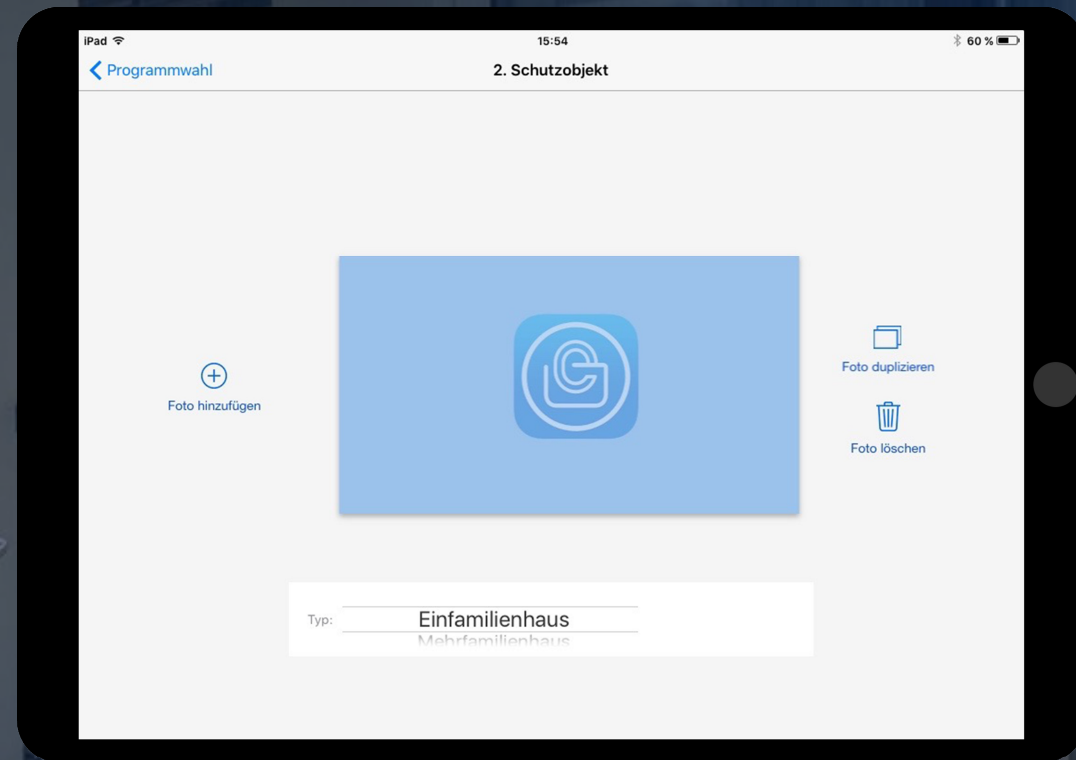 iPad 15:54 60 %
Programmwahl 2. Schutzobjekt
Foto hinzufügen
Foto duplizieren
Foto löschen
Typ: Einfamilienhaus
Mehrfamilienhaus